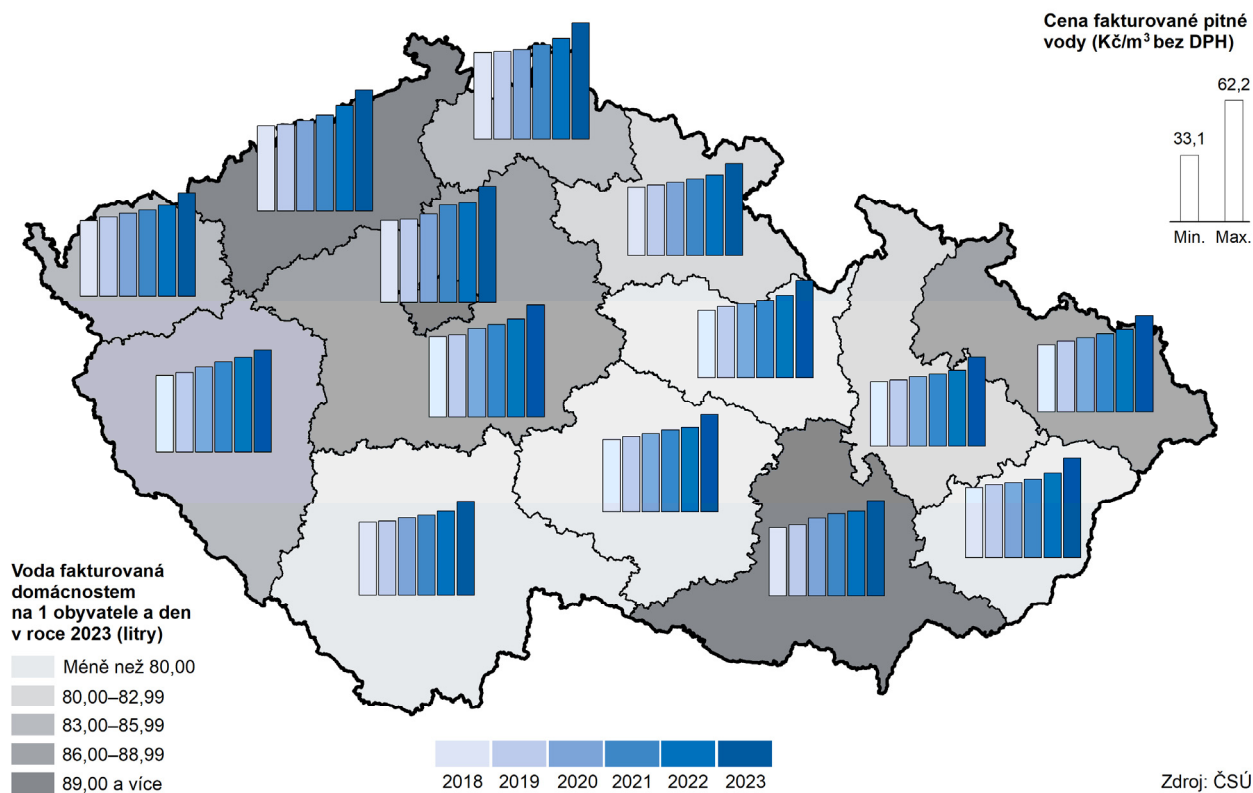 Cena fakturované pitné
vody (Kč/m³ bez DPH)
62,2
33,1
Min. Max.
Voda fakturovaná
domácnostem
na 1 obyvatele a den
v roce 2023 (litry)
Méně než 80,00
80,00–82,99
83,00–85,99
86,00–88,99
89,00 a více
2018 2019 2020 2021 2022 2023
Zdroj: ČSÚ